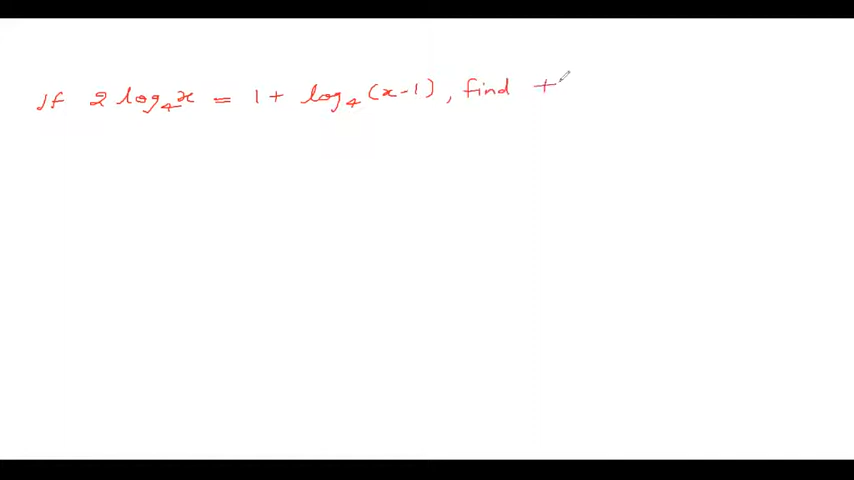 If 2 log₄x = 1 + log₄(x-1), find t